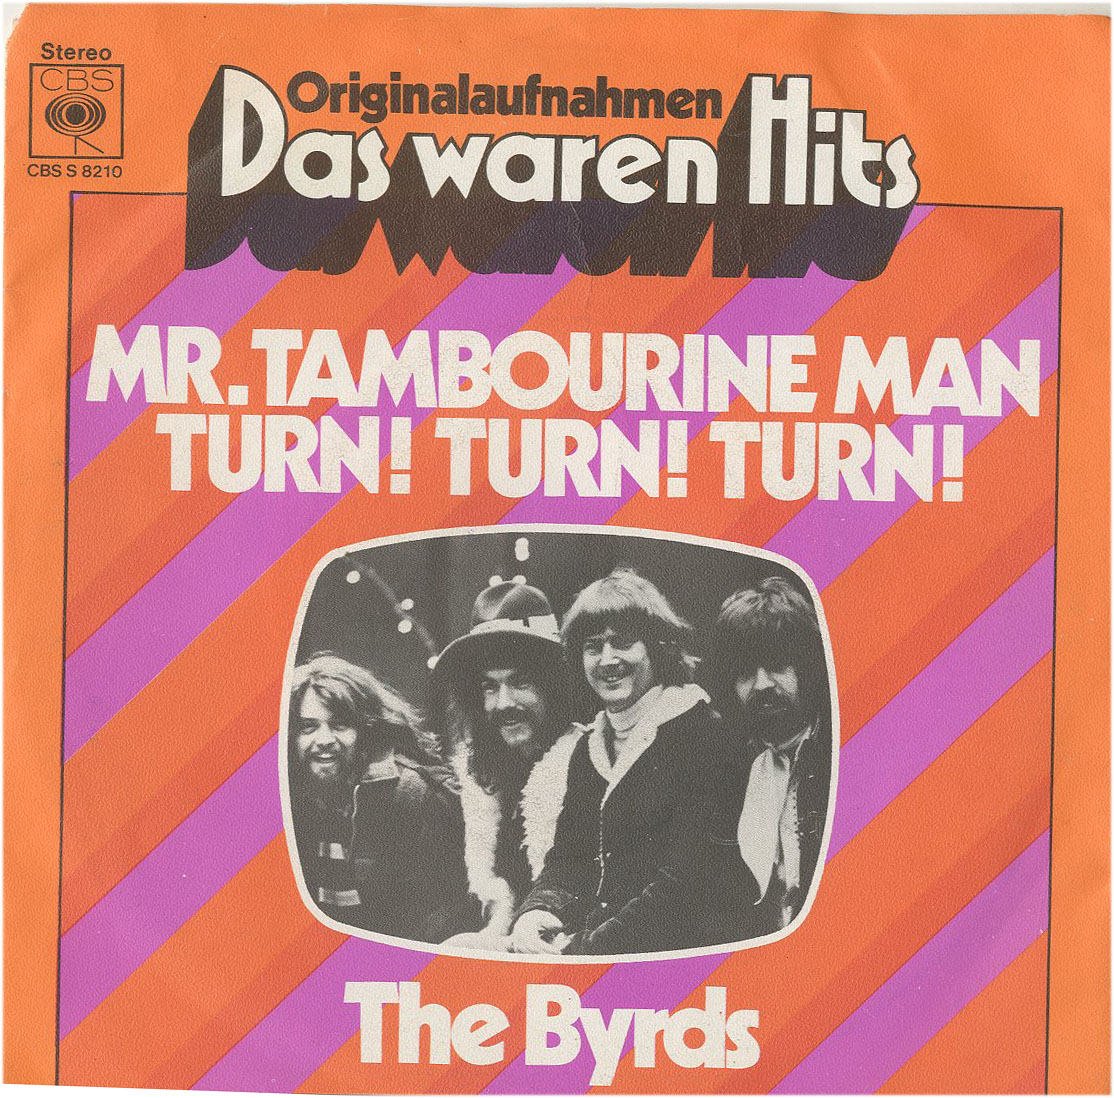 Stereo
CBS
CBS S 8210
Originalaufnahmen
Das waren Hits
MR. TAMBOURINE MAN
TURN! TURN! TURN!
The Byrds